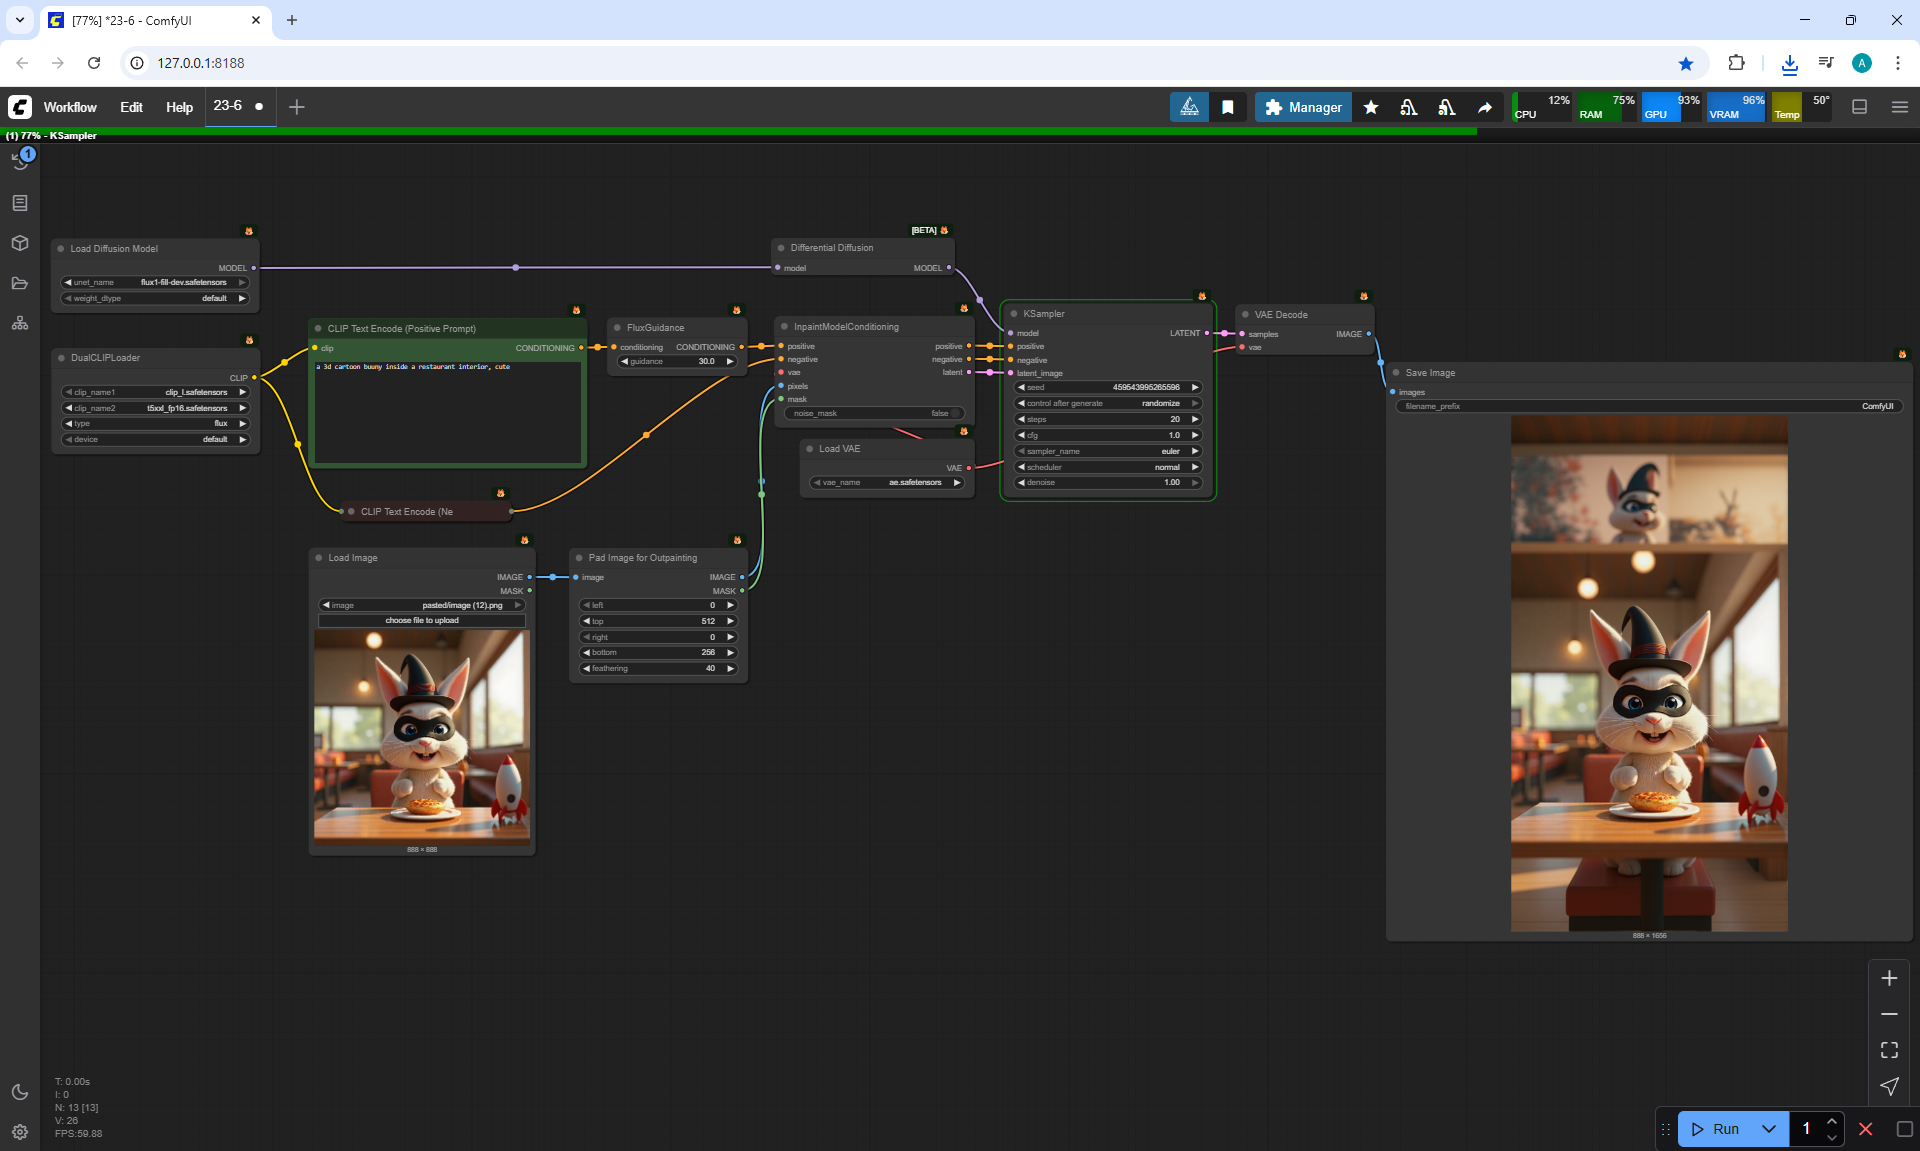 [77%] *23-6 - ComfyUI
127.0.0.1:8188
A
Workflow
Edit
Help
23-6
Manager
12%
CPU
75%
RAM
93%
GPU
96%
VRAM
50°
Temp
(1) 77% - KSampler
1
Load Diffusion Model
MODEL
unet_name flux1-fill-dev.safetensors
weight_dtype default
DualCLIPLoader
CLIP
clip_name1 clip_l.safetensors
clip_name2 t5xxl_fp16.safetensors
type flux
device default
CLIP Text Encode (Positive Prompt)
clip CONDITIONING
a 3d cartoon buuny inside a restaurant interior, cute
CLIP Text Encode (Ne
FluxGuidance
conditioning CONDITIONING
guidance 30.0
[BETA]
Differential Diffusion
model MODEL
InpaintModelConditioning
positive positive
negative negative
vae latent
pixels
mask
noise_mask false
Load VAE
VAE
vae_name ae.safetensors
KSampler
model LATENT
positive
negative
latent_image
seed 459543995265596
control after generate randomize
steps 20
cfg 1.0
sampler_name euler
scheduler normal
denoise 1.00
VAE Decode
samples IMAGE
vae
Save Image
images
filename_prefix ComfyUI
888 × 1656
Load Image
IMAGE
MASK
image pasted/image (12).png
choose file to upload
888 × 888
Pad Image for Outpainting
image IMAGE
MASK
left 0
top 512
right 0
bottom 256
feathering 40
T: 0.00s
I: 0
N: 13 [13]
V: 26
FPS:59.88
Run
1